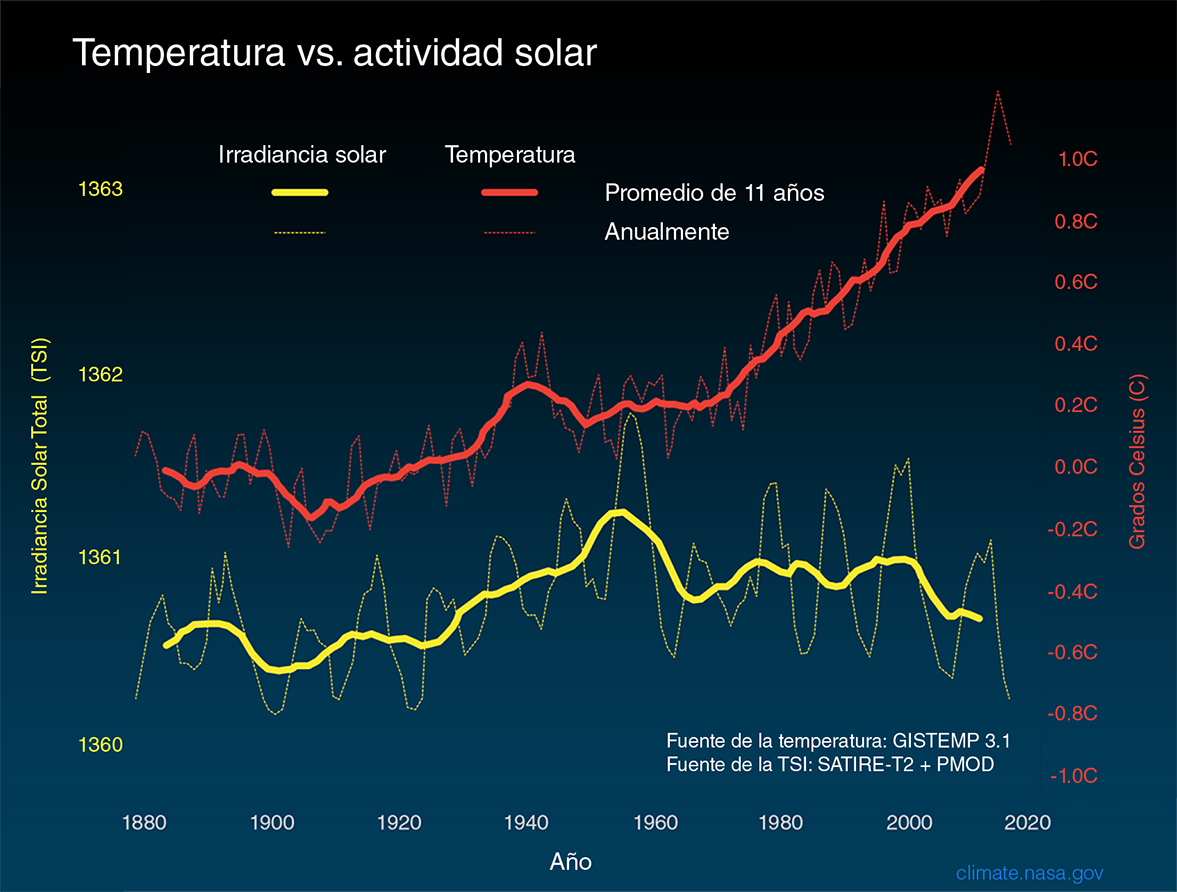 Temperatura vs. actividad solar
Irradiancia solar
Temperatura
Promedio de 11 años
Anualmente
1363
1362
1361
1360
Irradiancia Solar Total (TSI)
1.0C
0.8C
0.6C
0.4C
0.2C
0.0C
-0.2C
-0.4C
-0.6C
-0.8C
-1.0C
Grados Celsius (C)
Fuente de la temperatura: GISTEMP 3.1
Fuente de la TSI: SATIRE-T2 + PMOD
1880 1900 1920 1940 1960 1980 2000 2020
Año
climate.nasa.gov